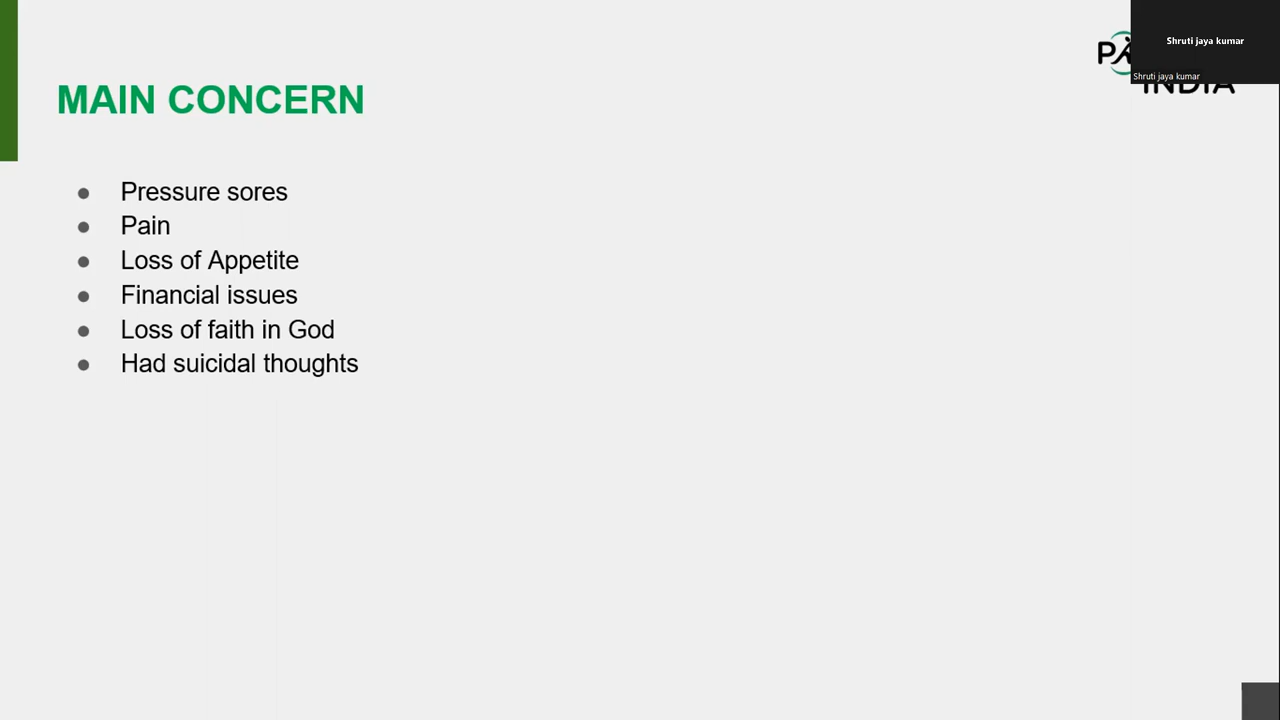 Shruti jaya kumar
Shruti jaya kumar
INDIA
MAIN CONCERN
Pressure sores
Pain
Loss of Appetite
Financial issues
Loss of faith in God
Had suicidal thoughts